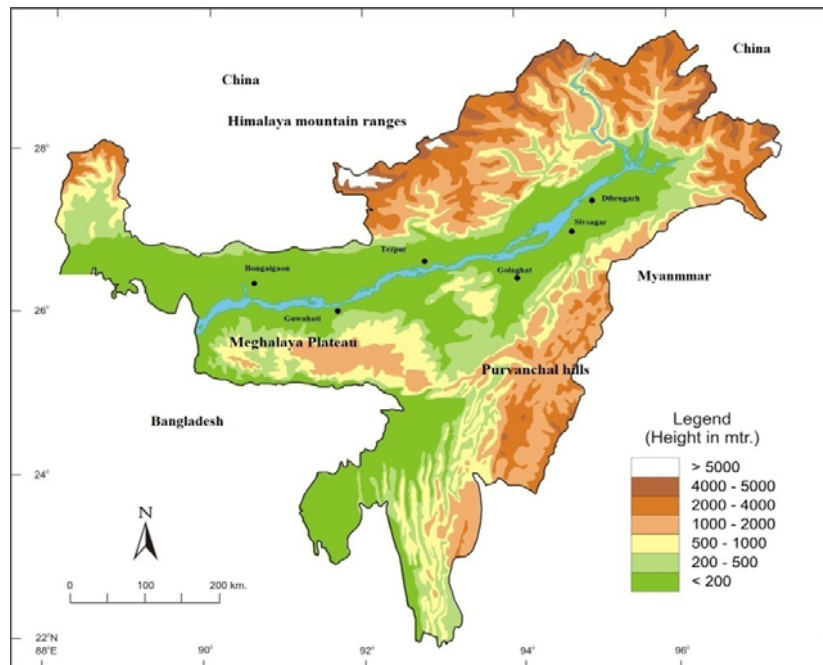 China
China
Himalaya mountain ranges
28°
Dibrugarh
Sivsagar
Tezpur
Golaghat
Bongaigaon
Myanmmar
26°
Guwahati
Meghalaya Plateau
Purvanchal hills
Bangladesh
Legend
(Height in mtr.)
> 5000
4000 - 5000
2000 - 4000
1000 - 2000
500 - 1000
200 - 500
< 200
24°
N
0 100 200 km.
22°N
88°E 90° 92° 94° 96°